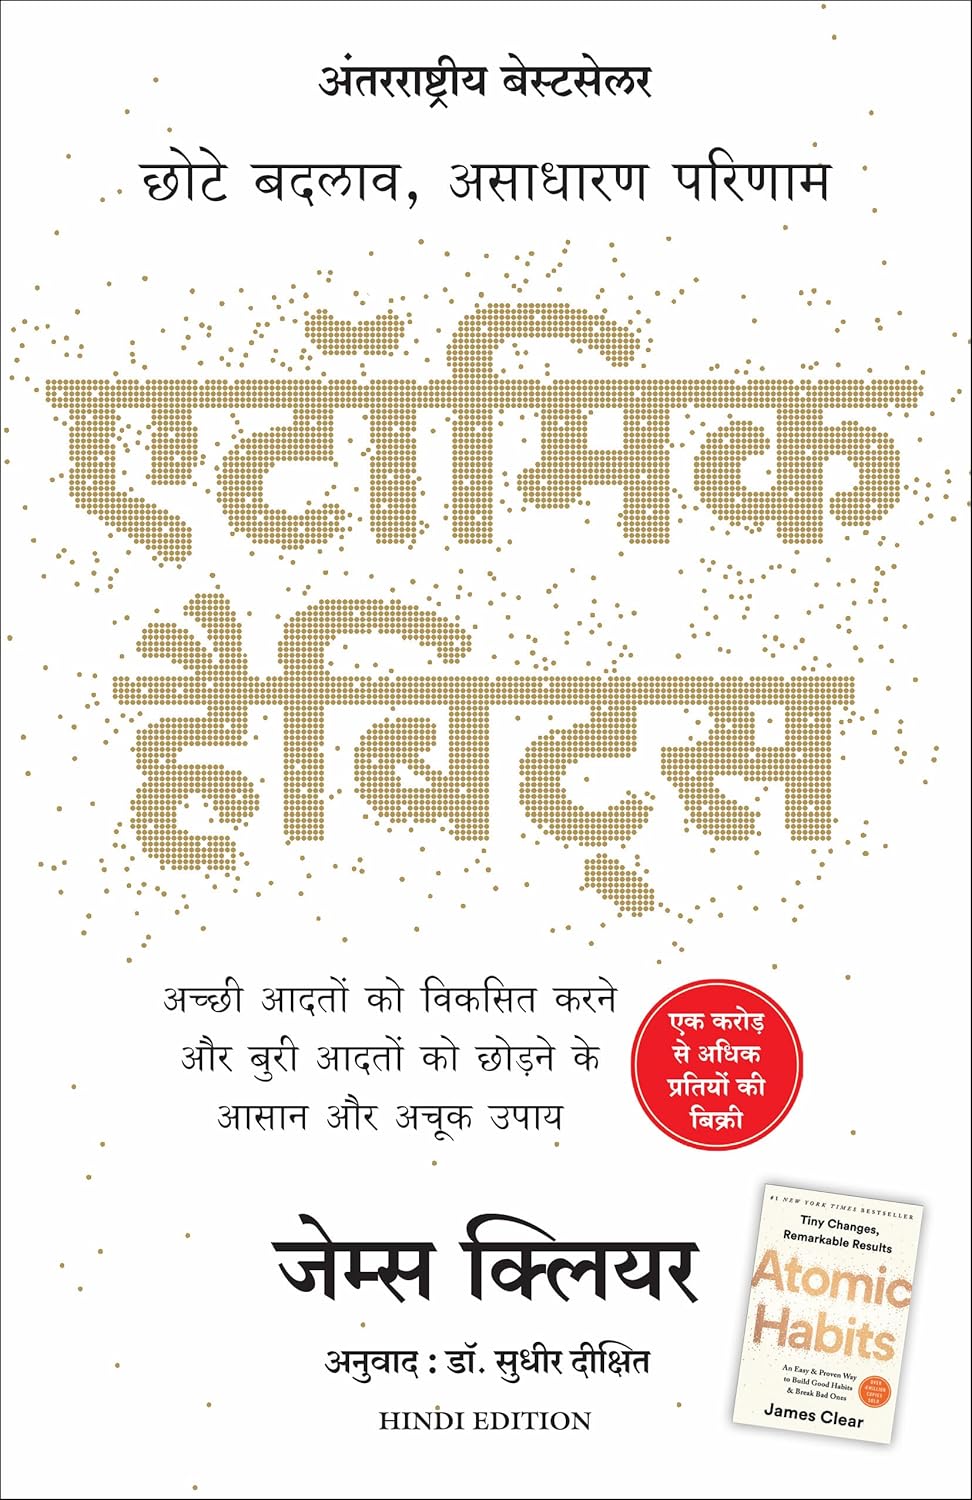 अंतरराष्ट्रीय बेस्टसेलर
छोटे बदलाव, असाधारण परिणाम
एटॉमिक
हैबिट्स
अच्छी आदतों को विकसित करने
और बुरी आदतों को छोड़ने के
आसान और अचूक उपाय
एक करोड़
से अधिक
प्रतियों की
बिक्री
जेम्स क्लियर
अनुवाद : डॉ. सुधीर दीक्षित
HINDI EDITION
#1 NEW YORK TIMES BESTSELLER
Tiny Changes,
Remarkable Results
Atomic
Habits
An Easy & Proven Way
to Build Good Habits
& Break Bad Ones
James Clear